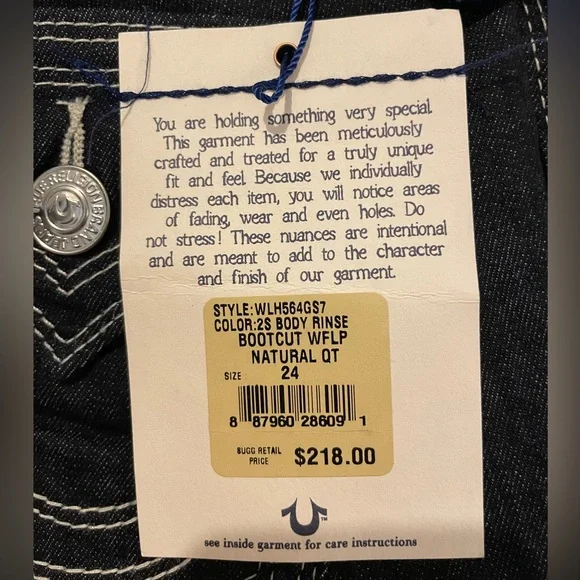 You are holding something very special.
This garment has been meticulously
crafted and treated for a truly unique
fit and feel. Because we individually
distress each item, you will notice areas
of fading, wear and even holes. Do
not stress! These nuances are intentional
and are meant to add to the character
and finish of our garment.
STYLE:WLH564GS7
COLOR:2S BODY RINSE
BOOTCUT WFLP
NATURAL QT
SIZE 24
8 87960 28609 1
SUGG RETAIL
PRICE $218.00
TM
see inside garment for care instructions